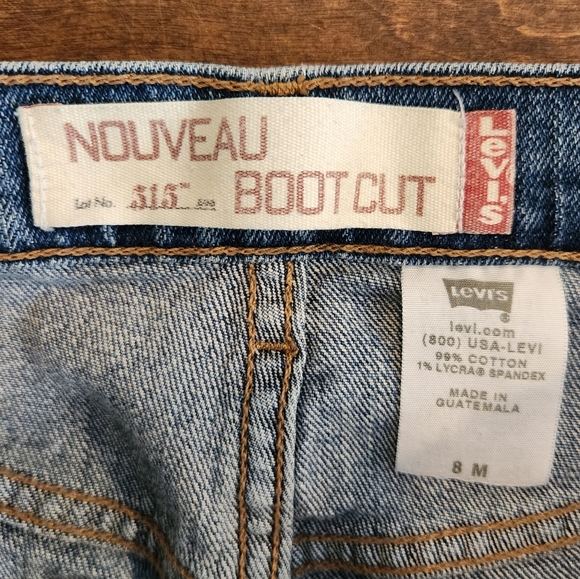 NOUVEAU
Lot No. 515™
BOOTCUT
LEVI'S
LEVI'S
®
levi.com
(800) USA-LEVI
99% COTTON
1% LYCRA® SPANDEX
MADE IN
GUATEMALA
8 M